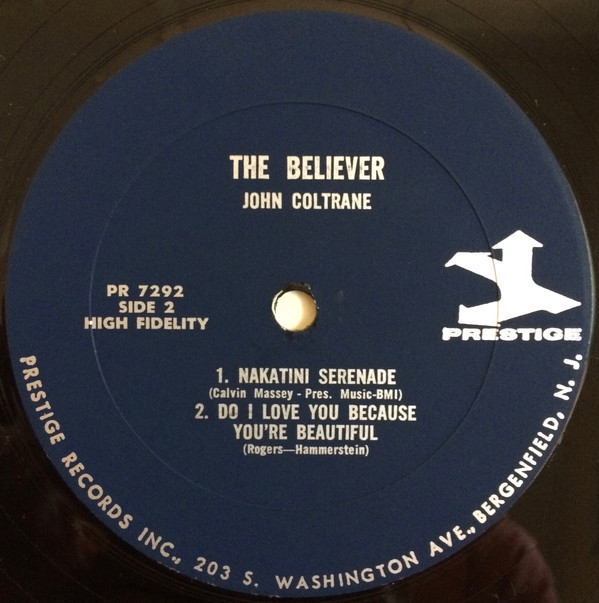 THE BELIEVER
JOHN COLTRANE
PR 7292
SIDE 2
HIGH FIDELITY
PRESTIGE
1. NAKATINI SERENADE
(Calvin Massey - Pres. Music-BMI)
2. DO I LOVE YOU BECAUSE
YOU'RE BEAUTIFUL
(Rogers—Hammerstein)
PRESTIGE RECORDS INC., 203 S. WASHINGTON AVE., BERGENFIELD, N. J.